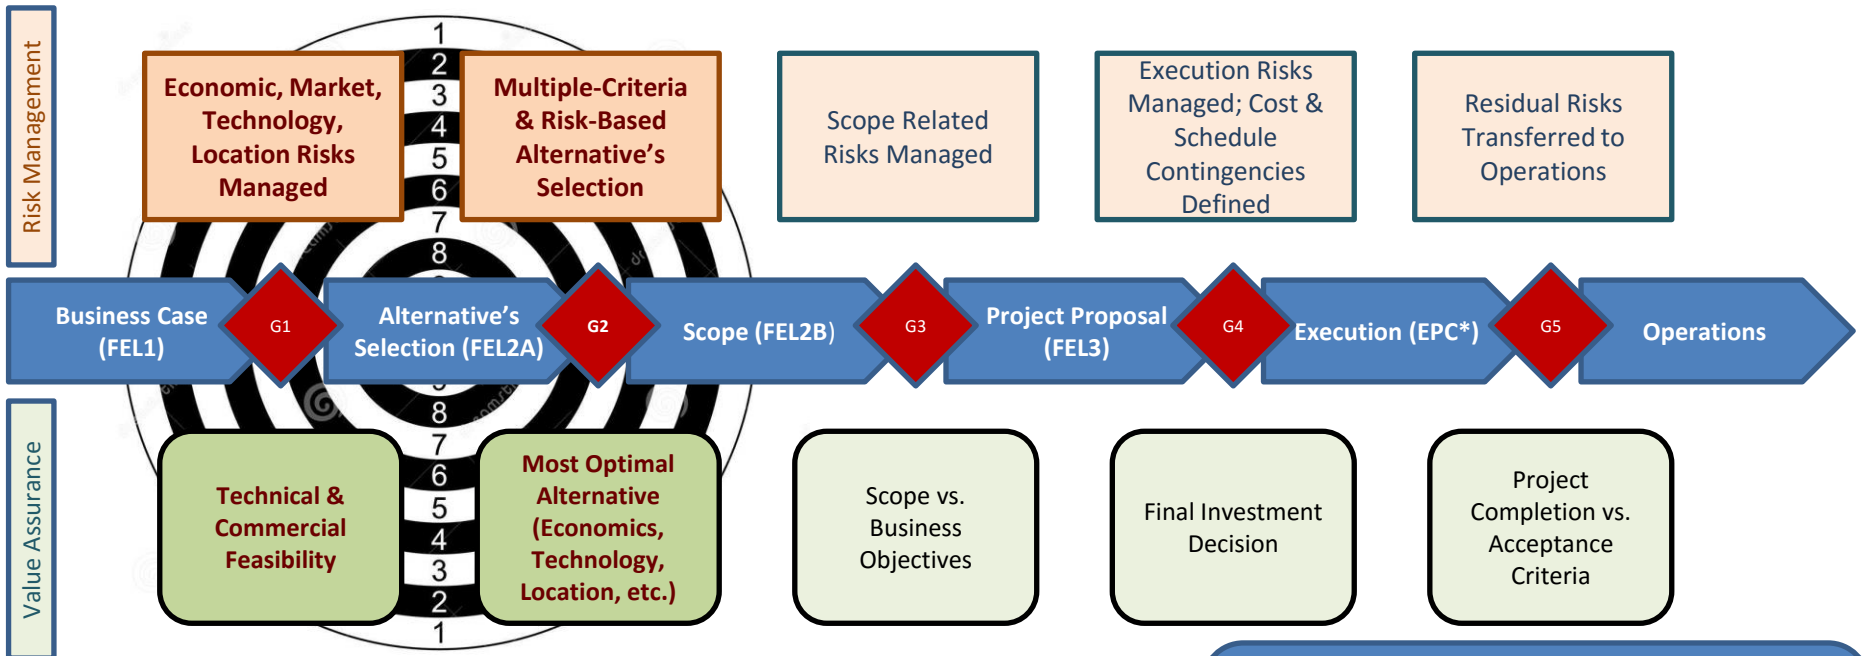 Risk Management
Economic, Market,
Technology,
Location Risks
Managed
Multiple-Criteria
& Risk-Based
Alternative's
Selection
Scope Related
Risks Managed
Execution Risks
Managed; Cost &
Schedule
Contingencies
Defined
Residual Risks
Transferred to
Operations
1
2
3
4
5
6
7
8
Business Case
(FEL1)
G1
Alternative's
Selection (FEL2A)
G2
Scope (FEL2B)
G3
Project Proposal
(FEL3)
G4
Execution (EPC*)
G5
Operations
8
7
6
5
4
3
2
1
Value Assurance
Technical &
Commercial
Feasibility
Most Optimal
Alternative
(Economics,
Technology,
Location, etc.)
Scope vs.
Business
Objectives
Final Investment
Decision
Project
Completion vs.
Acceptance
Criteria